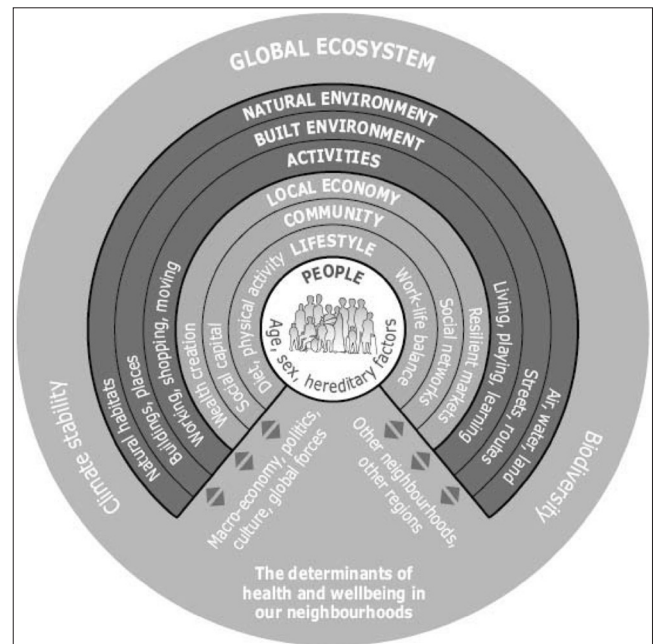 GLOBAL ECOSYSTEM
NATURAL ENVIRONMENT
BUILT ENVIRONMENT
ACTIVITIES
LOCAL ECONOMY
COMMUNITY
LIFESTYLE
PEOPLE
Age, sex, hereditary factors
Diet, physical activity
Work-life balance
Social capital
Social networks
Wealth creation
Resilient markets
Working, shopping, moving
Living, playing, learning
Buildings, places
Streets, routes
Natural habitats
Air, water, land
Climate stability
Biodiversity
Macro-economy, politics,
culture, global forces
Other neighbourhoods,
other regions
The determinants of
health and wellbeing in
our neighbourhoods